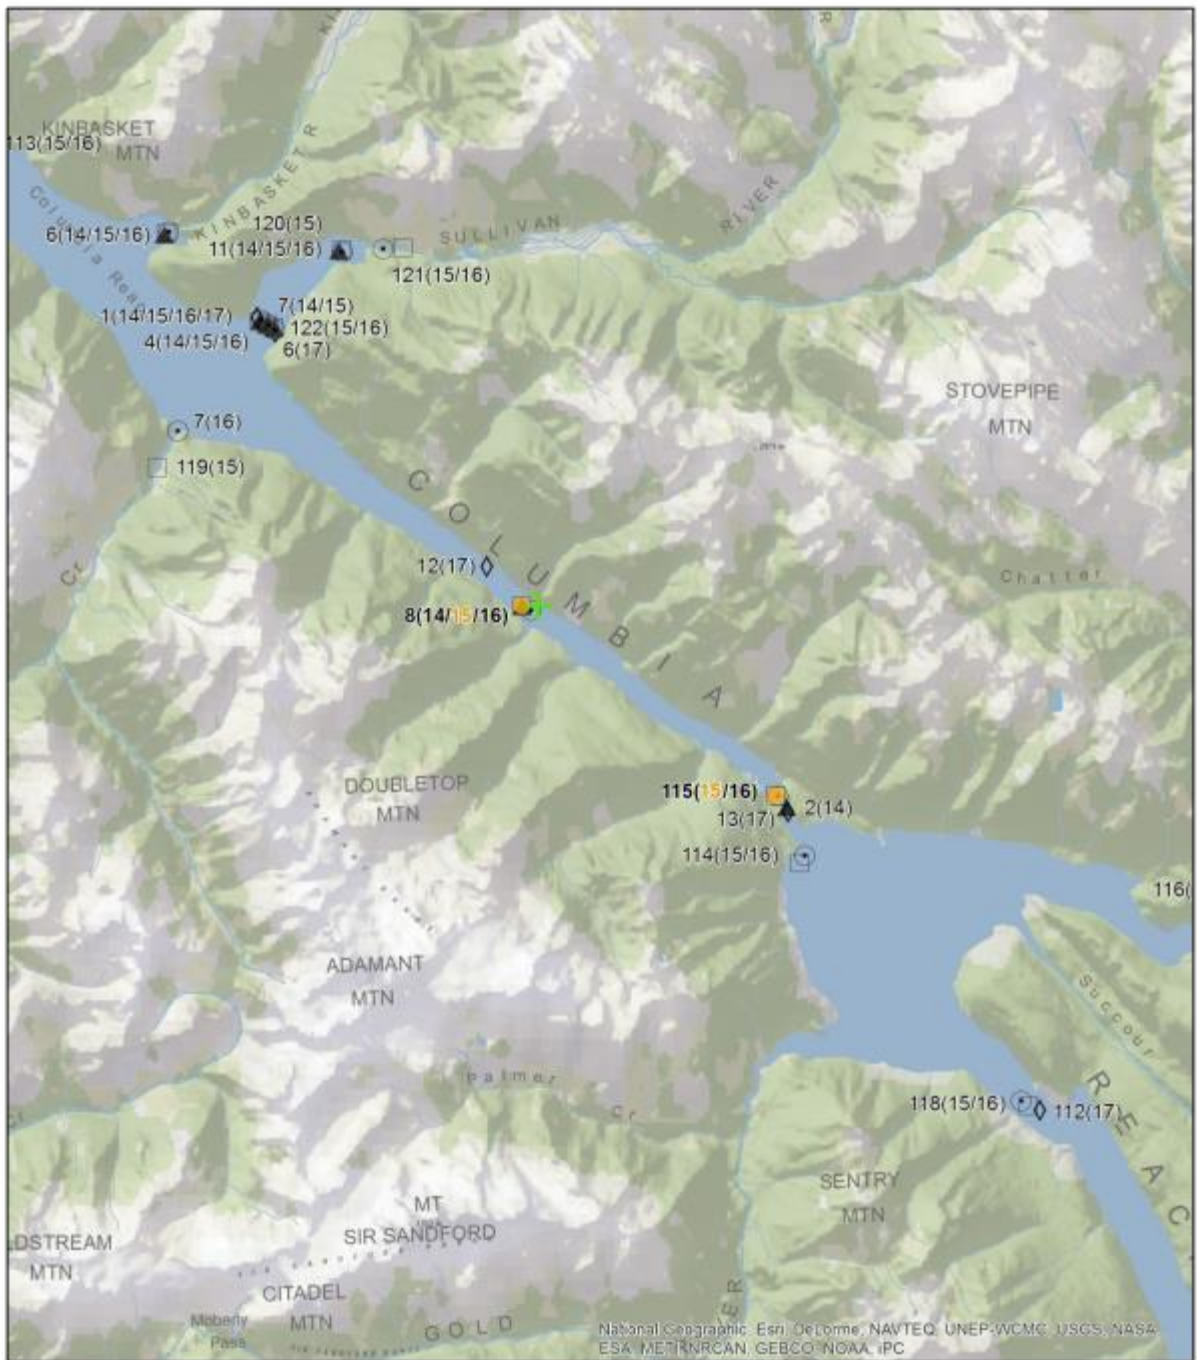 KINBASKET
MTN
113(15/16)
KINBASKET R
Columbia Reach
6(14/15/16)
120(15)
11(14/15/16)
SULLIVAN
RIVER
121(15/16)
1(14/15/16/17)
7(14/15)
122(15/16)
4(14/15/16)
6(17)
STOVEPIPE
MTN
7(16)
119(15)
COLUMBIA
12(17)
Cr
Chatter
8(14/15/16)
DOUBLETOP
MTN
115(15/16)
2(14)
13(17)
114(15/16)
116(
ADAMANT
MTN
Succour
Palmer
Cr
REACH
118(15/16)
112(17)
Cr
SENTRY
MTN
MT
SIR SANDFORD
LDSTREAM
MTN
CITADEL
MTN
Moberly
Pass
GOLD
ER
National Geographic, Esri, DeLorme, NAVTEQ, UNEP-WCMC, USGS, NASA,
ESA, METI, NRCAN, GEBCO, NOAA, iPC